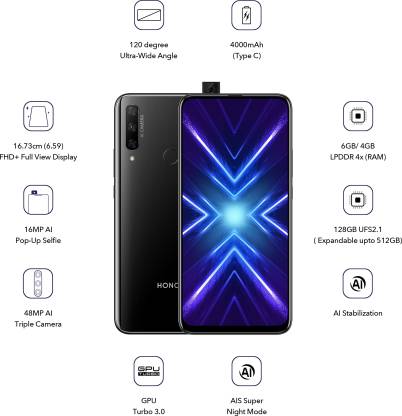 120 degree
Ultra-Wide Angle
4000mAh
(Type C)
16.73cm (6.59)
FHD+ Full View Display
6GB/ 4GB
LPDDR 4x (RAM)
16MP AI
Pop-Up Selfie
128GB UFS2.1
( Expandable upto 512GB)
HONO
48MP AI
Triple Camera
AI
AI Stabilization
GPU
TURBO
GPU
Turbo 3.0
AI
AIS Super
Night Mode